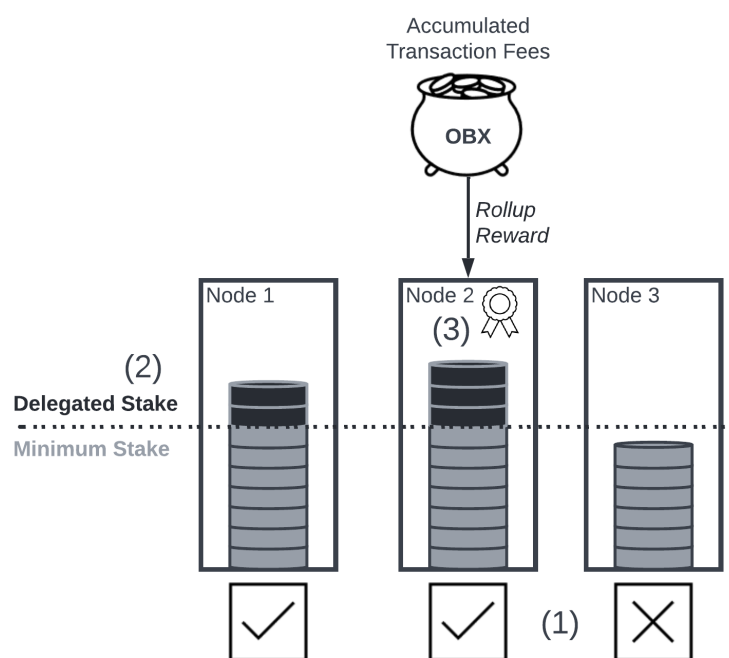 Accumulated
Transaction Fees
OBX
Rollup
Reward
Node 1
Node 2
Node 3
(3)
(2)
Delegated Stake
Minimum Stake
(1)